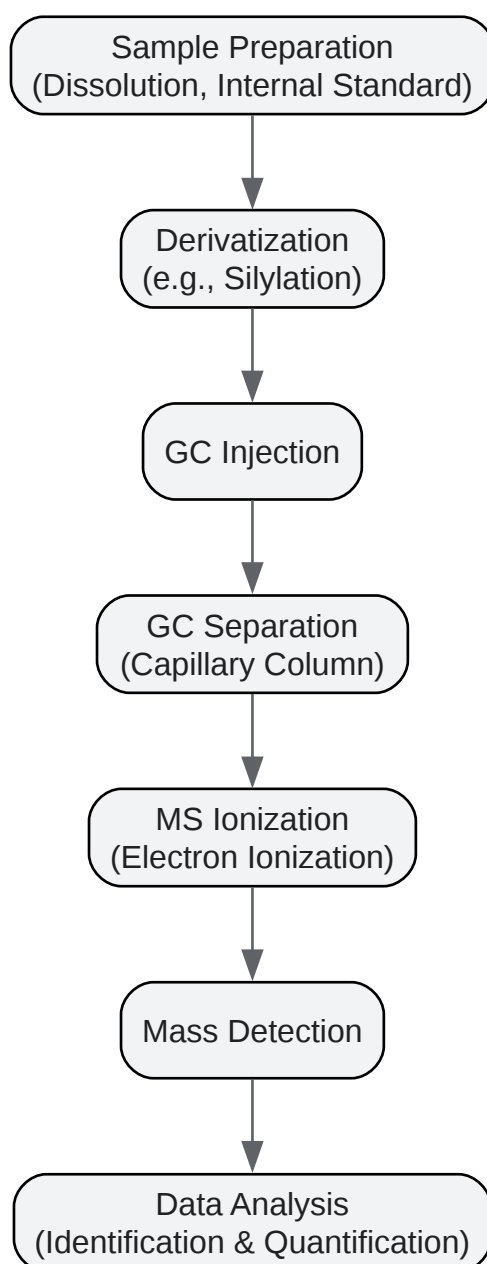 Sample Preparation
(Dissolution, Internal Standard)
Derivatization
(e.g., Silylation)
GC Injection
GC Separation
(Capillary Column)
MS Ionization
(Electron Ionization)
Mass Detection
Data Analysis
(Identification & Quantification)